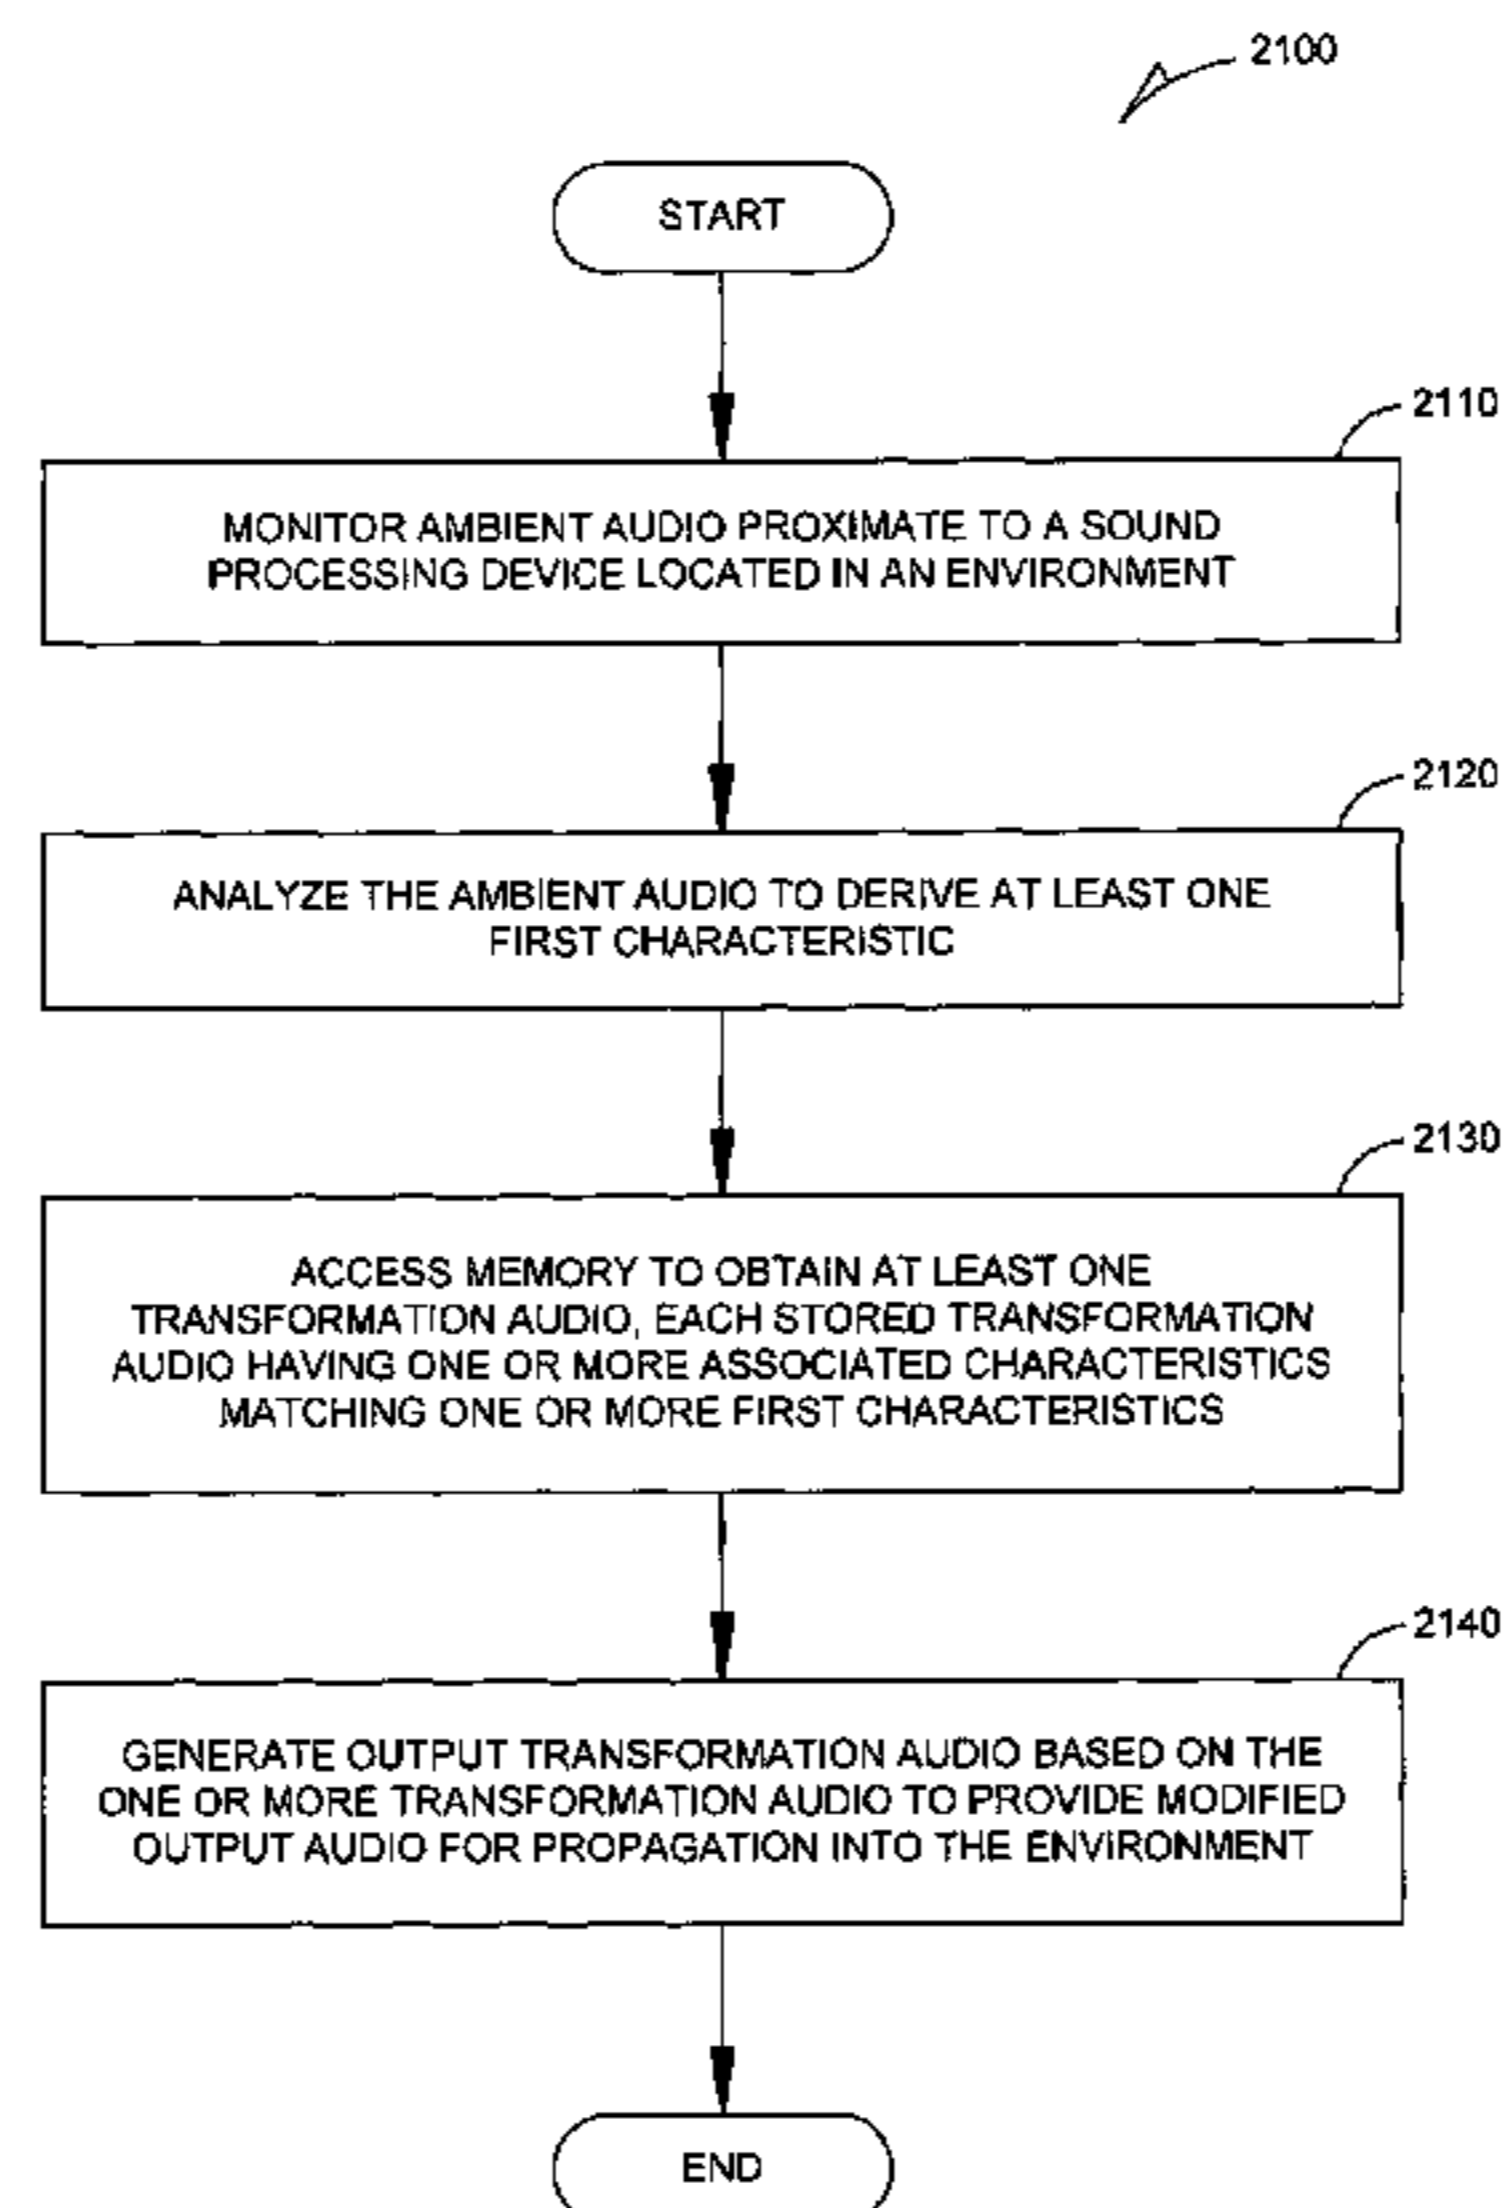 2100
START
2110
MONITOR AMBIENT AUDIO PROXIMATE TO A SOUND
PROCESSING DEVICE LOCATED IN AN ENVIRONMENT
2120
ANALYZE THE AMBIENT AUDIO TO DERIVE AT LEAST ONE
FIRST CHARACTERISTIC
2130
ACCESS MEMORY TO OBTAIN AT LEAST ONE
TRANSFORMATION AUDIO, EACH STORED TRANSFORMATION
AUDIO HAVING ONE OR MORE ASSOCIATED CHARACTERISTICS
MATCHING ONE OR MORE FIRST CHARACTERISTICS
2140
GENERATE OUTPUT TRANSFORMATION AUDIO BASED ON THE
ONE OR MORE TRANSFORMATION AUDIO TO PROVIDE MODIFIED
OUTPUT AUDIO FOR PROPAGATION INTO THE ENVIRONMENT
END